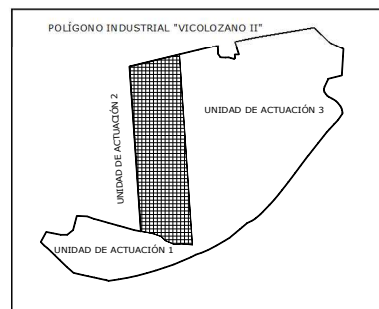 POLÍGONO INDUSTRIAL "VICOLOZANO II"
UNIDAD DE ACTUACIÓN 3
UNIDAD DE ACTUACIÓN 2
UNIDAD DE ACTUACIÓN 1